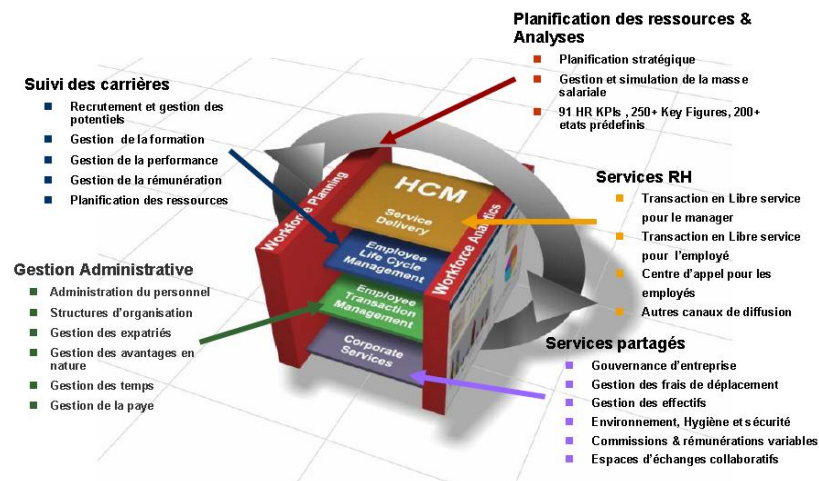 Planification des ressources &
Analyses
Planification stratégique
Gestion et simulation de la masse
salariale
91 HR KPIs , 250+ Key Figures, 200+
etats prédefinis
Suivi des carrières
Recrutement et gestion des
potentiels
Gestion de la formation
Gestion de la performance
Gestion de la rémunération
Planification des ressources
Services RH
Transaction en Libre service
pour le manager
Transaction en Libre service
pour l'employé
Centre d'appel pour les
employés
Autres canaux de diffusion
Gestion Administrative
Administration du personnel
Structures d'organisation
Gestion des expatriés
Gestion des avantages en
nature
Gestion des temps
Gestion de la paye
Services partagés
Gouvernance d'entreprise
Gestion des frais de déplacement
Gestion des effectifs
Environnement, Hygiène et sécurité
Commissions & rémunérations variables
Espaces d'échanges collaboratifs
Workforce Planning
HCM
Service
Delivery
Employee
Life Cycle
Management
Employee
Transaction
Management
Corporate
Services
Workforce Analytics